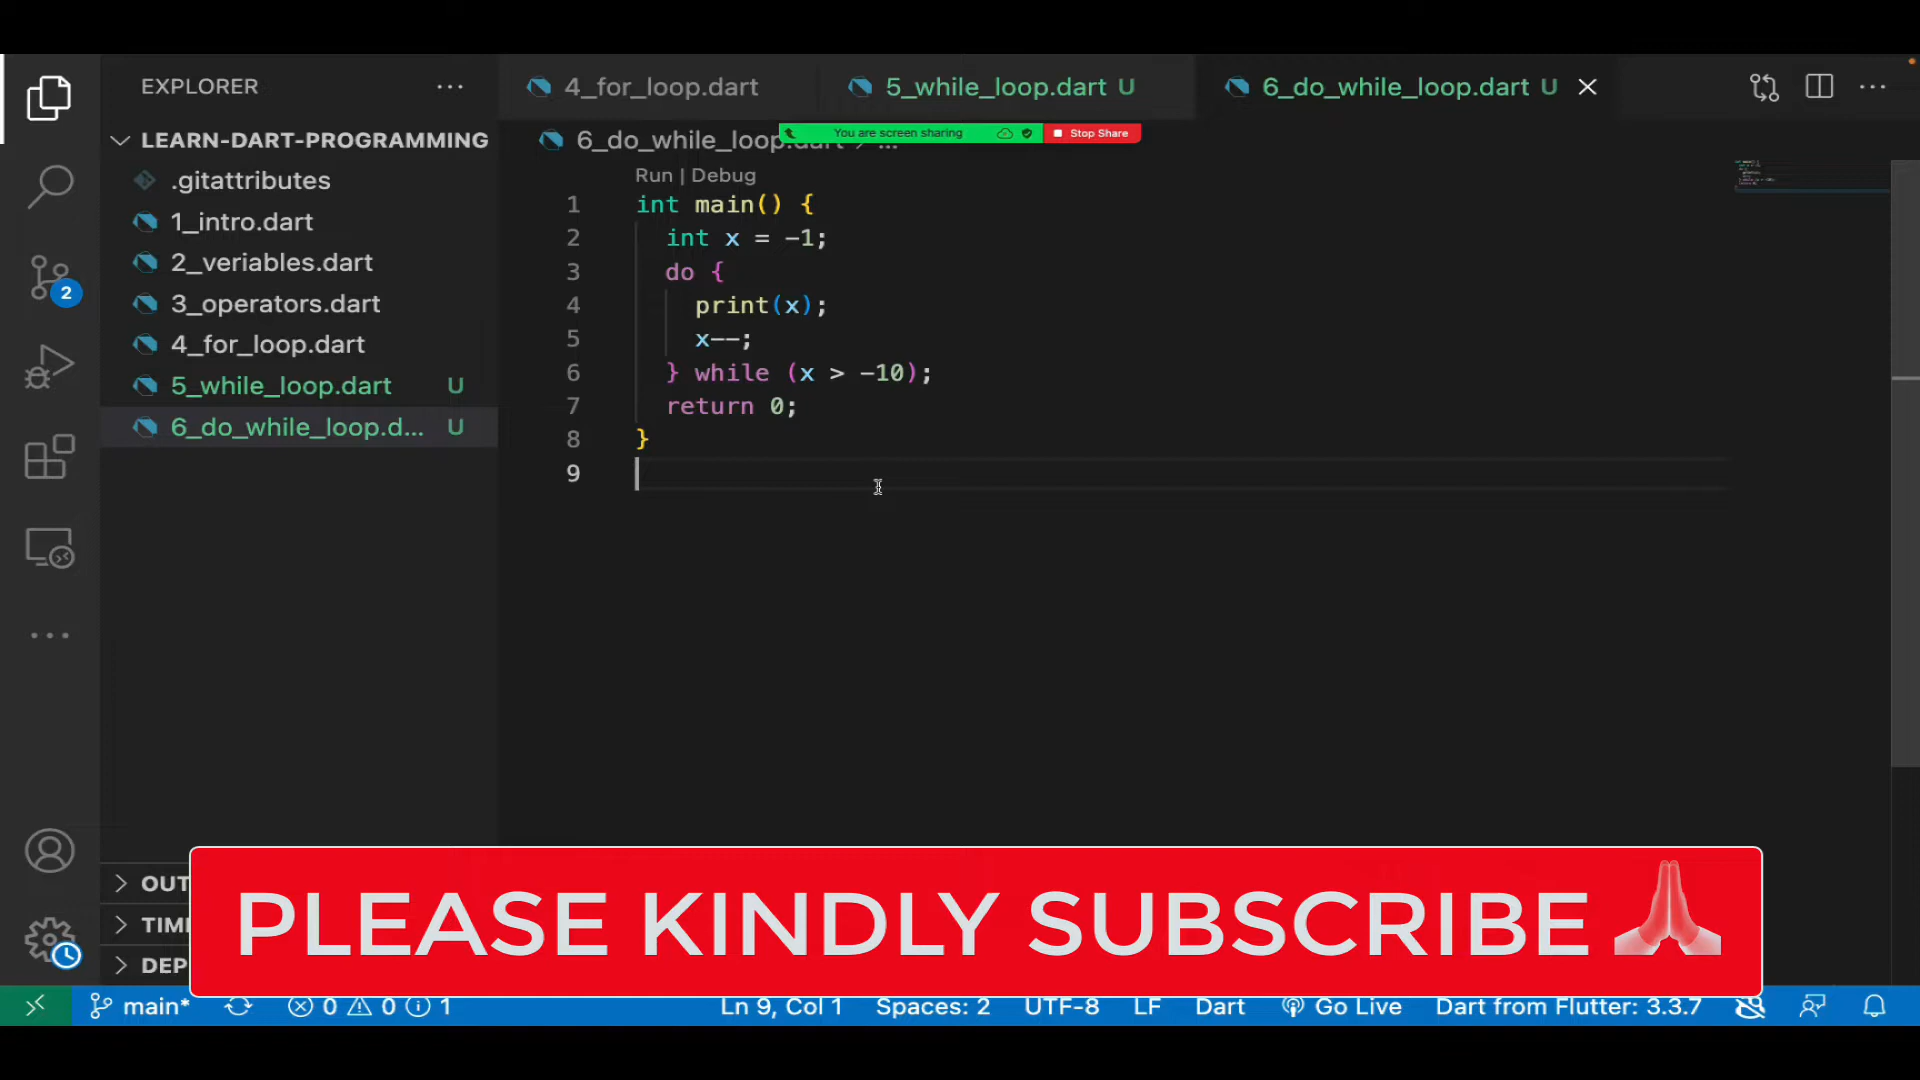 EXPLORER
LEARN-DART-PROGRAMMING
.gitattributes
1_intro.dart
2_veriables.dart
3_operators.dart
4_for_loop.dart
5_while_loop.dart U
6_do_while_loop.d... U
OUT
TIM
DEP
4_for_loop.dart
5_while_loop.dart U
6_do_while_loop.dart U
6_do_while_loop.dart > ...
You are screen sharing
Stop Share
Run | Debug
1 int main() {
2 int x = -1;
3 do {
4 print(x);
5 x--;
6 } while (x > -10);
7 return 0;
8 }
9
2
PLEASE KINDLY SUBSCRIBE
main* 0 0 1 Ln 9, Col 1 Spaces: 2 UTF-8 LF Dart Go Live Dart from Flutter: 3.3.7